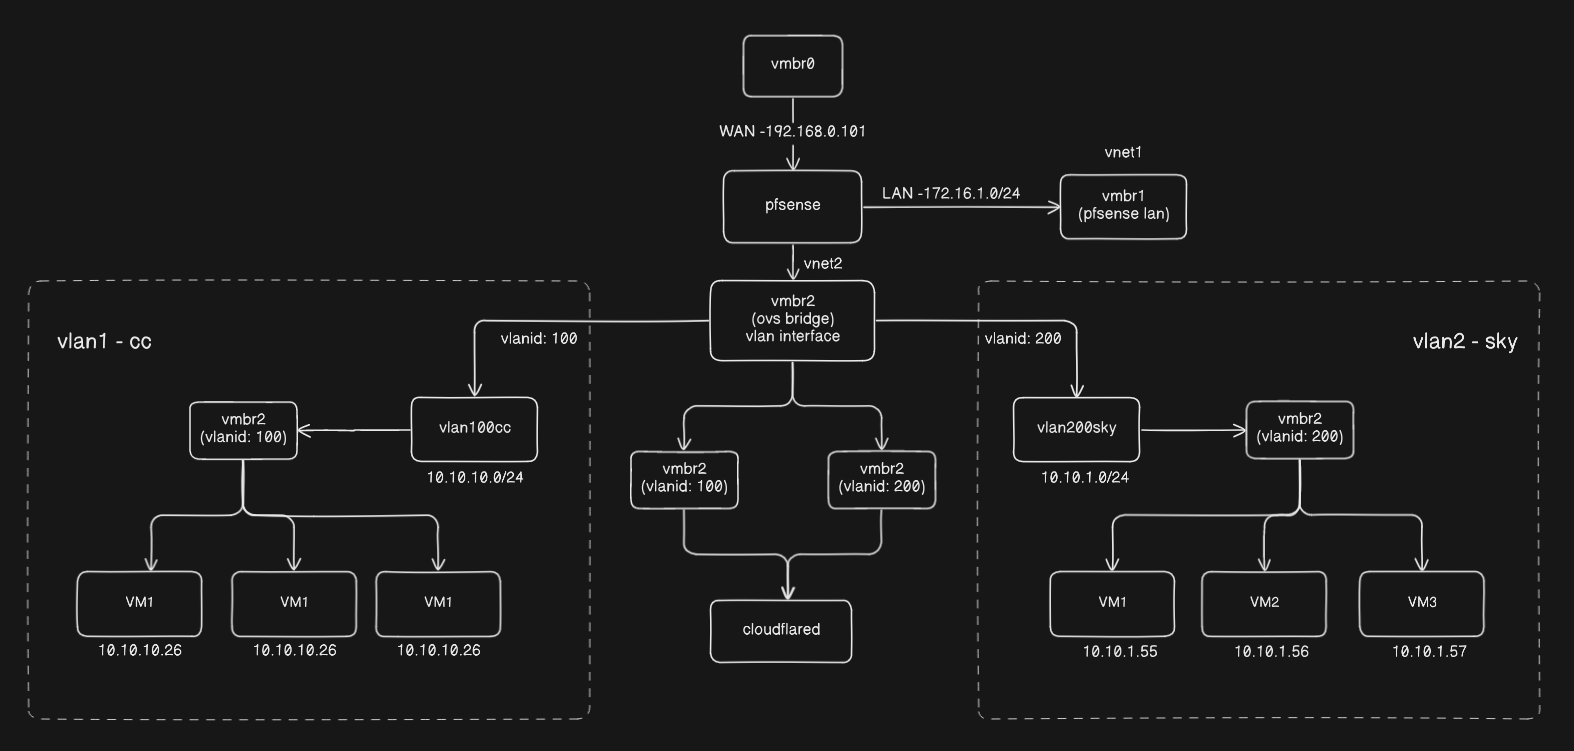 vmbr0
WAN -192.168.0.101
vnet1
pfsense
LAN -172.16.1.0/24
vmbr1
(pfsense lan)
vnet2
vmbr2
(ovs bridge)
vlan interface
vlan1 - cc
vlanid: 100
vlanid: 200
vlan2 - sky
vmbr2
(vlanid: 100)
vlan100cc
10.10.10.0/24
vmbr2
(vlanid: 100)
vmbr2
(vlanid: 200)
vlan200sky
10.10.1.0/24
vmbr2
(vlanid: 200)
VM1
10.10.10.26
VM1
10.10.10.26
VM1
10.10.10.26
cloudflared
VM1
10.10.1.55
VM2
10.10.1.56
VM3
10.10.1.57